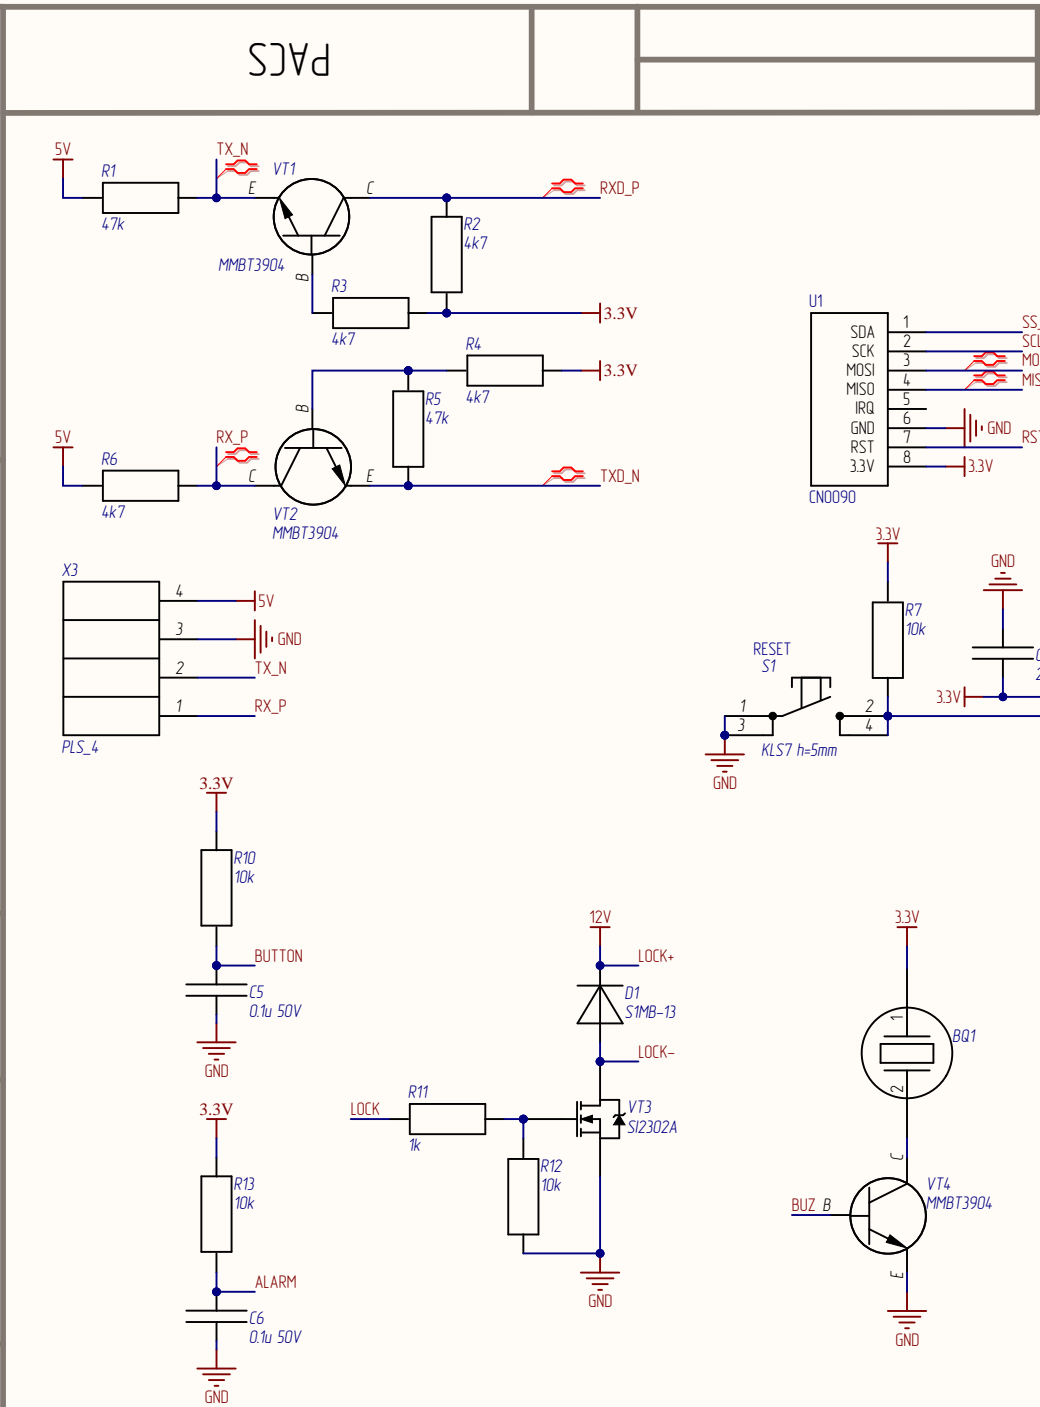 PACS
5V
R1
47k
TX_N
E
VT1
C
MMBT3904
B
RXD_P
R2
4k7
R3
4k7
3.3V
R4
4k7
3.3V
B
R5
47k
5V
R6
4k7
RX_P
C
E
TXD_N
VT2
MMBT3904
U1
SDA 1 SS_
SCK 2
MOSI 3 MO
MISO 4
IRQ 5
GND 6 GND
RST 7 RST
3.3V 8 3.3V
CN0090
X3
4 5V
3 GND
2 TX_N
1 RX_P
PLS_4
3.3V
R7
10k
GND
RESET
S1
1 2
3 4
KLS7 h=5mm
GND
3.3V
3.3V
R10
10k
BUTTON
C5
0.1u 50V
GND
3.3V
R13
10k
ALARM
C6
0.1u 50V
GND
12V
LOCK+
D1
S1MB-13
LOCK-
LOCK
R11
1k
VT3
SI2302A
R12
10k
GND
3.3V
1
BQ1
2
C
VT4
MMBT3904
BUZ B
E
GND